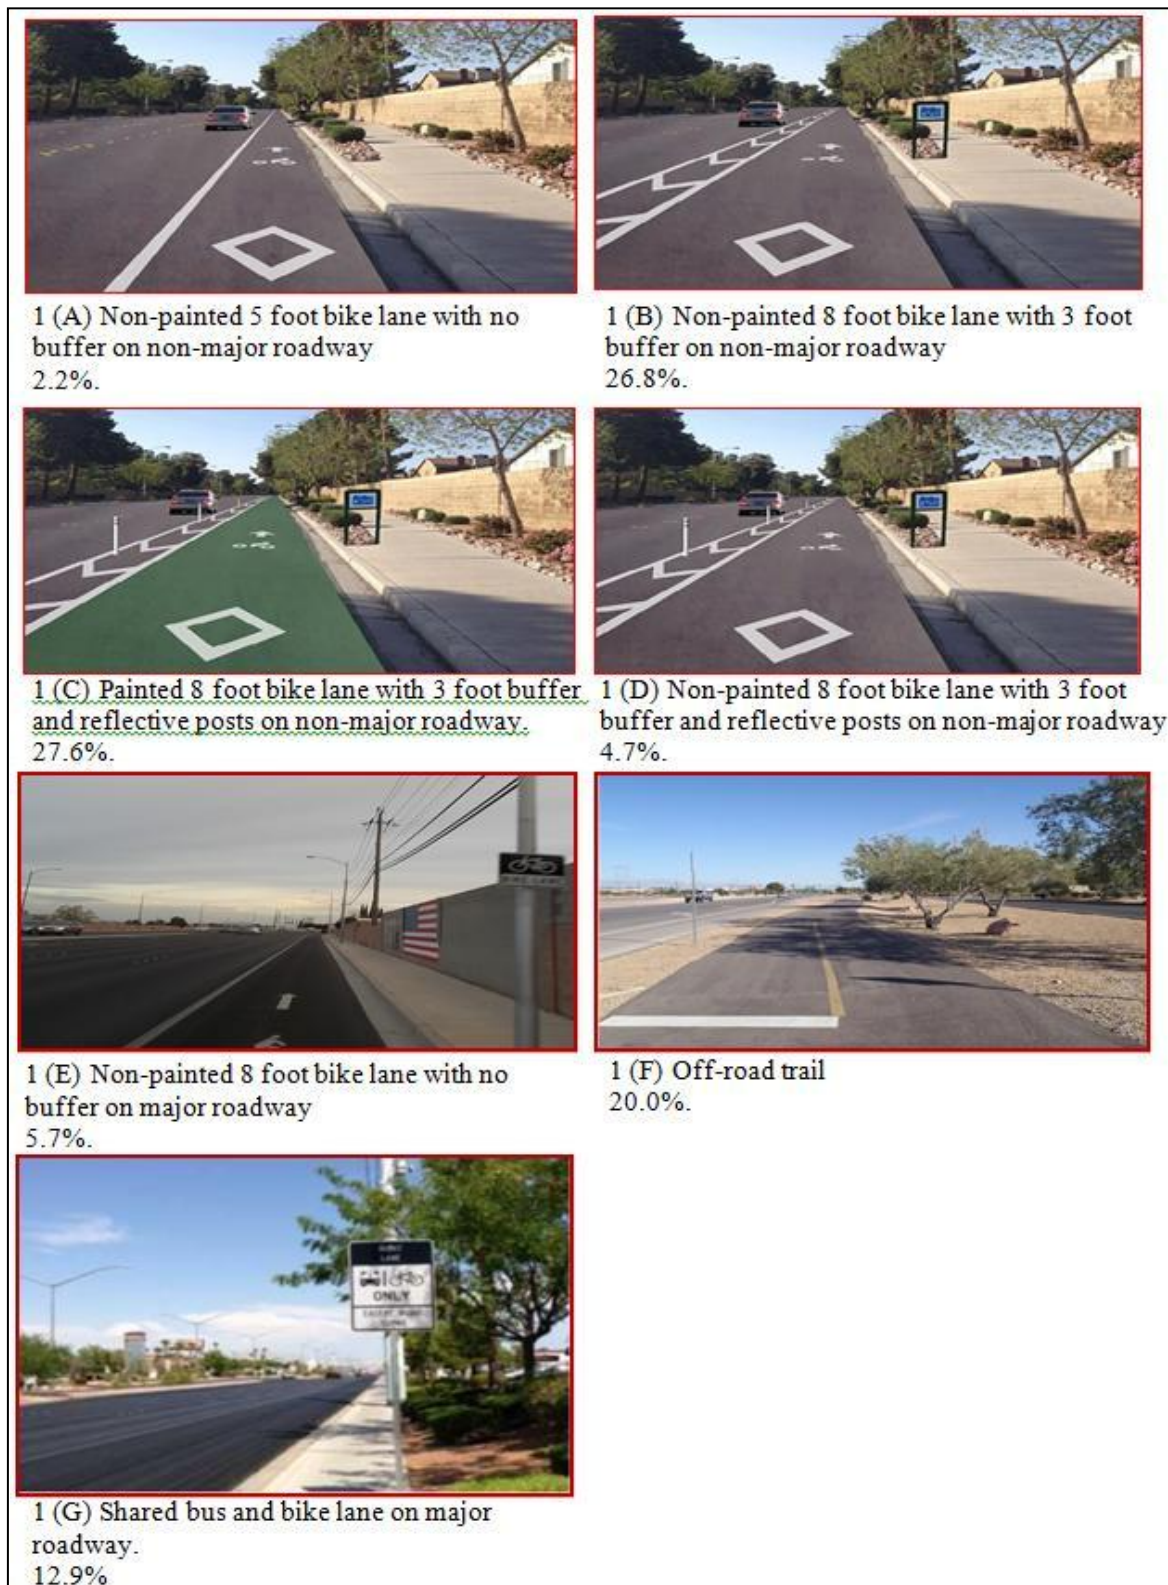 1 (A) Non-painted 5 foot bike lane with no
buffer on non-major roadway
2.2%.
1 (B) Non-painted 8 foot bike lane with 3 foot
buffer on non-major roadway
26.8%.
1 (C) Painted 8 foot bike lane with 3 foot buffer
and reflective posts on non-major roadway.
27.6%.
1 (D) Non-painted 8 foot bike lane with 3 foot
buffer and reflective posts on non-major roadway
4.7%.
BIKE LANE
1 (E) Non-painted 8 foot bike lane with no
buffer on major roadway
5.7%.
1 (F) Off-road trail
20.0%.
LANE
ONLY
1 (G) Shared bus and bike lane on major
roadway.
12.9%